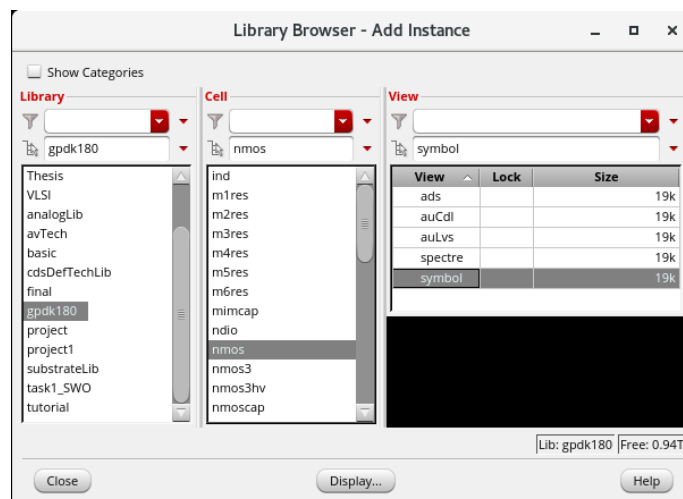 Library Browser - Add Instance
Show Categories
Library
gpdk180
Thesis
VLSI
analogLib
avTech
basic
cdsDefTechLib
final
gpdk180
project
project1
substrateLib
task1_SWO
tutorial
Cell
nmos
ind
m1res
m2res
m3res
m4res
m5res
m6res
mimcap
ndio
nmos
nmos3
nmos3hv
nmoscap
View
symbol
View Lock Size
ads 19k
auCdl 19k
auLvs 19k
spectre 19k
symbol 19k
Lib: gpdk180 Free: 0.94T
Close Display... Help